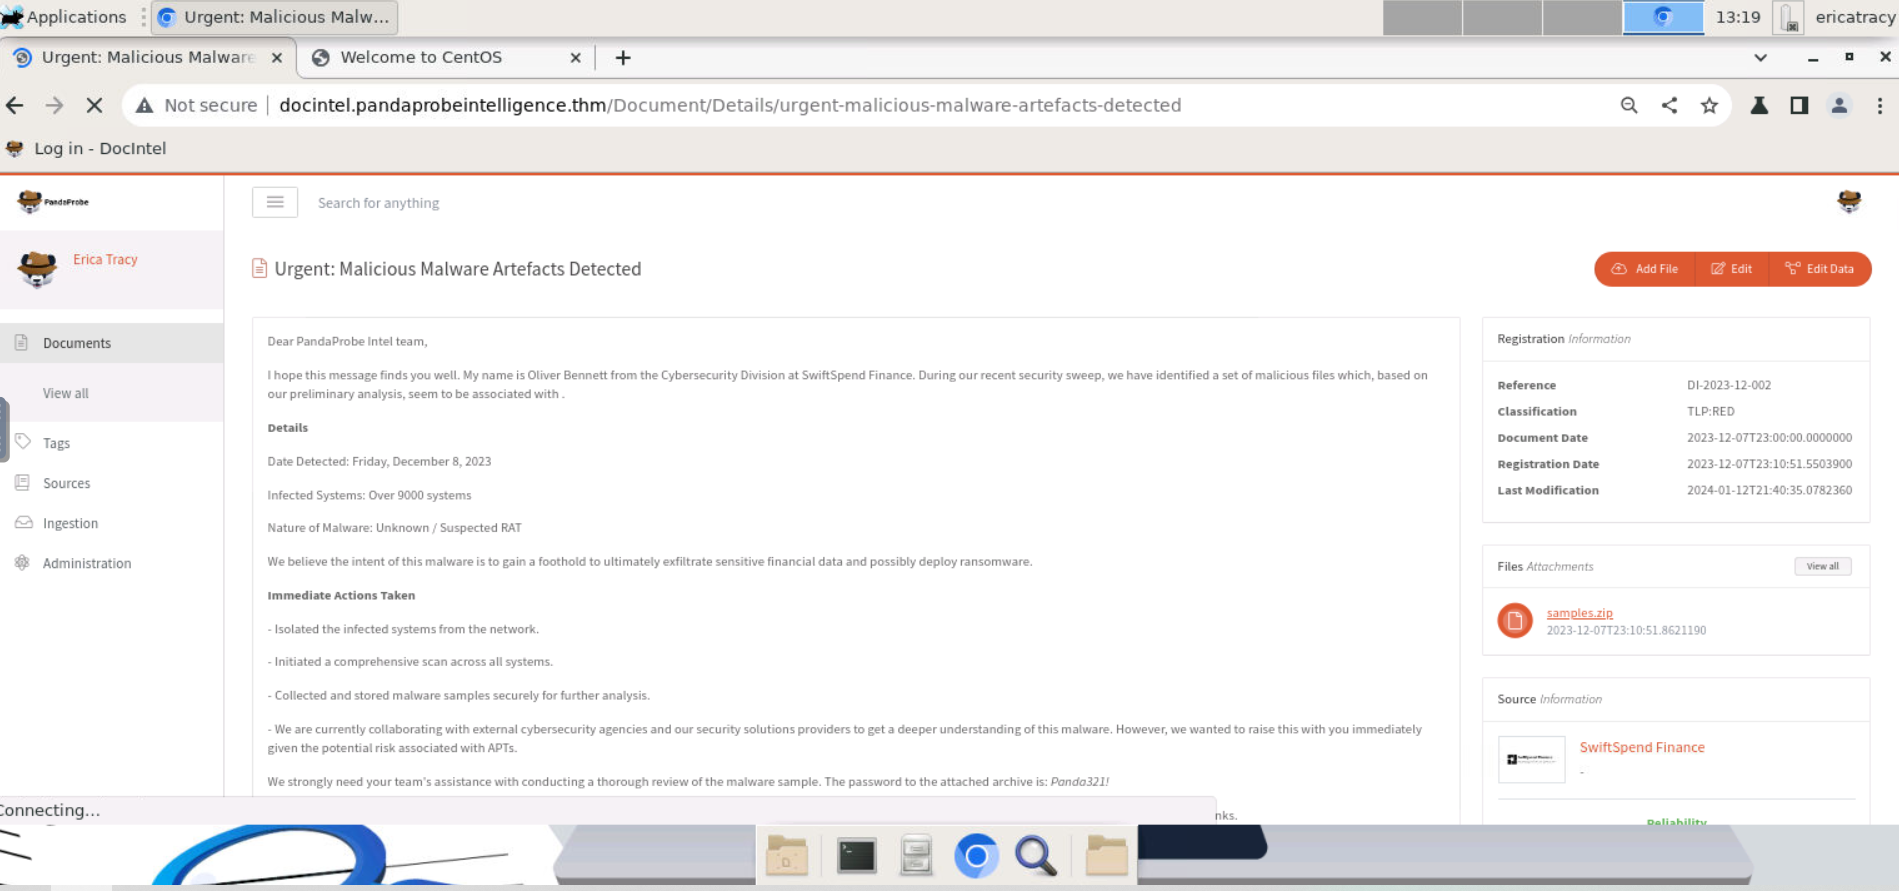 Applications
Urgent: Malicious Malw...
13:19
ericatracy
Urgent: Malicious Malware
Welcome to CentOS
Not secure
docintel.pandaprobeintelligence.thm/Document/Details/urgent-malicious-malware-artefacts-detected
Log in - DocIntel
PandaProbe
Search for anything
Erica Tracy
Urgent: Malicious Malware Artefacts Detected
Add File
Edit
Edit Data
Documents
View all
Tags
Sources
Ingestion
Administration
Dear PandaProbe Intel team,
I hope this message finds you well. My name is Oliver Bennett from the Cybersecurity Division at SwiftSpend Finance. During our recent security sweep, we have identified a set of malicious files which, based on
our preliminary analysis, seem to be associated with .
Details
Date Detected: Friday, December 8, 2023
Infected Systems: Over 9000 systems
Nature of Malware: Unknown / Suspected RAT
We believe the intent of this malware is to gain a foothold to ultimately exfiltrate sensitive financial data and possibly deploy ransomware.
Immediate Actions Taken
- Isolated the infected systems from the network.
- Initiated a comprehensive scan across all systems.
- Collected and stored malware samples securely for further analysis.
- We are currently collaborating with external cybersecurity agencies and our security solutions providers to get a deeper understanding of this malware. However, we wanted to raise this with you immediately
given the potential risk associated with APTs.
We strongly need your team's assistance with conducting a thorough review of the malware sample. The password to the attached archive is: Panda321!
nks.
Registration Information
Reference DI-2023-12-002
Classification TLP:RED
Document Date 2023-12-07T23:00:00.0000000
Registration Date 2023-12-07T23:10:51.5503900
Last Modification 2024-01-12T21:40:35.0782360
Files Attachments
View all
samples.zip
2023-12-07T23:10:51.8621190
Source Information
SwiftSpend Finance
-
Reliability
Connecting...